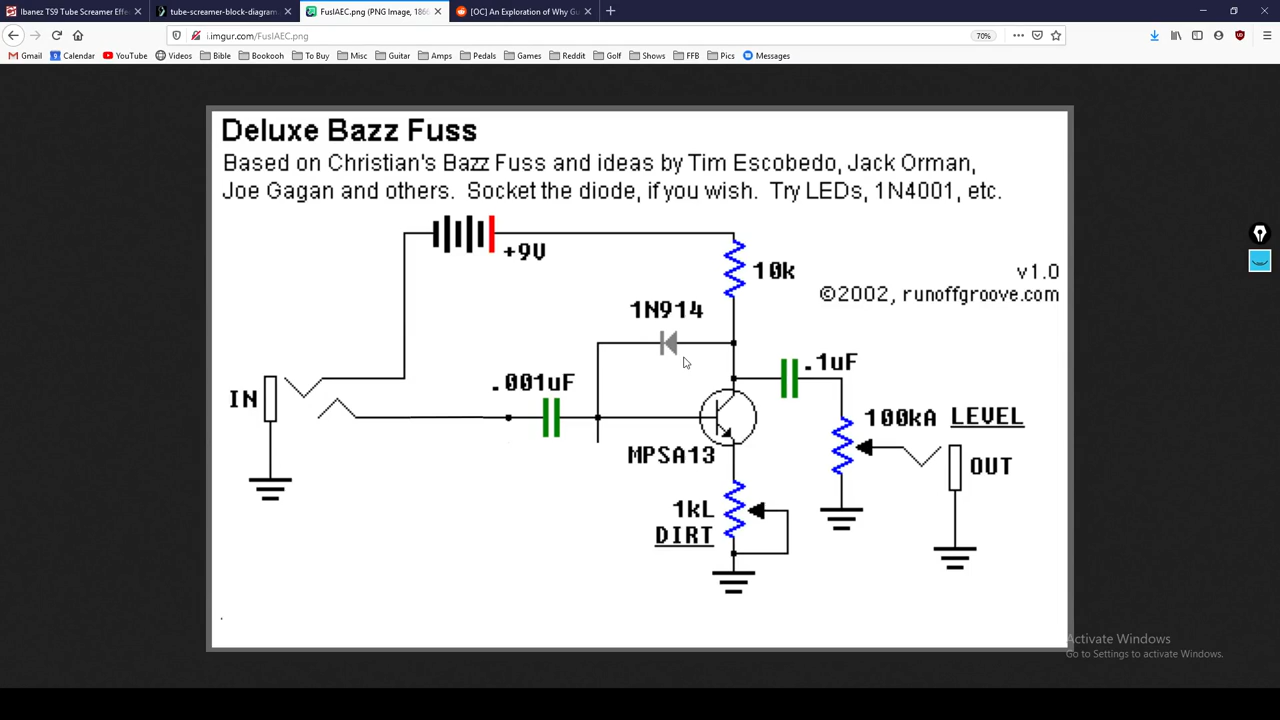 Ibanez TS9 Tube Screamer Effe
tube-screamer-block-diagram
FusIAEC.png (PNG Image, 186
[OC] An Exploration of Why Gu
i.imgur.com/FusIAEC.png
70%
Gmail Calendar YouTube Videos Bible Bookooh To Buy Misc Guitar Amps Pedals Games Reddit Golf Shows FFB Pics Messages
Deluxe Bazz Fuss
Based on Christian's Bazz Fuss and ideas by Tim Escobedo, Jack Orman,
Joe Gagan and others. Socket the diode, if you wish. Try LEDs, 1N4001, etc.
+9V
10k
v1.0
©2002, runoffgroove.com
1N914
.001uF
.1uF
IN
100kA LEVEL
MPSA13
OUT
1kL
DIRT
Activate Windows
Go to Settings to activate Windows.